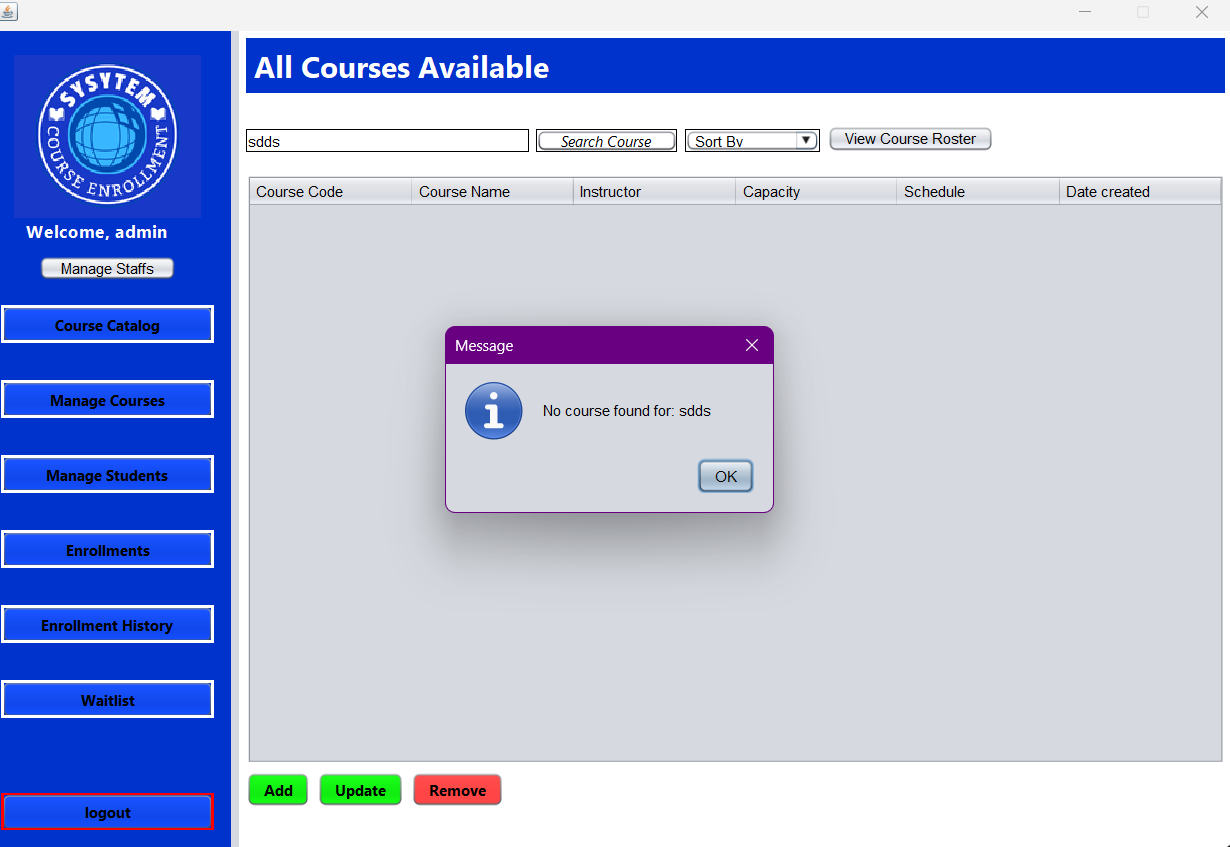 SYSYTEM
COURSE ENROLLMENT
Welcome, admin
Manage Staffs
Course Catalog
Manage Courses
Manage Students
Enrollments
Enrollment History
Waitlist
logout
All Courses Available
sdds Search Course Sort By View Course Roster
Course Code Course Name Instructor Capacity Schedule Date created
Message
No course found for: sdds
OK
Add Update Remove